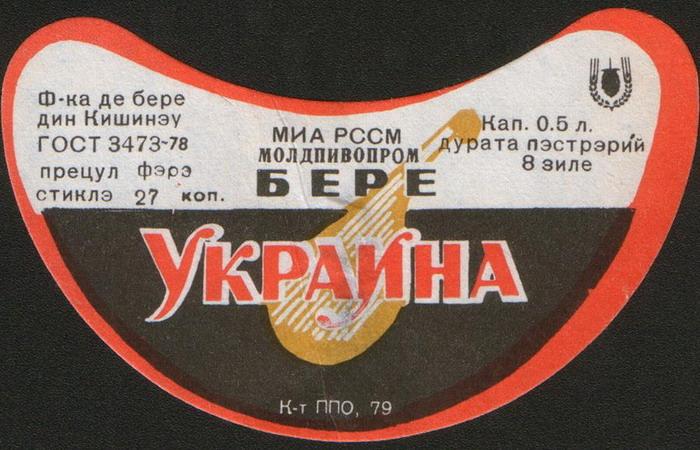 Ф-ка де бере
дин Кишинэу
ГОСТ 3473-78
прецул фэрэ
стиклэ 27 коп.
МИА РССМ
МОЛДПИВОПРОМ
БЕРЕ
Кап. 0.5 л.
дурата пэстрэрий
8 зиле
УКРАИНА
К-т ППО, 79